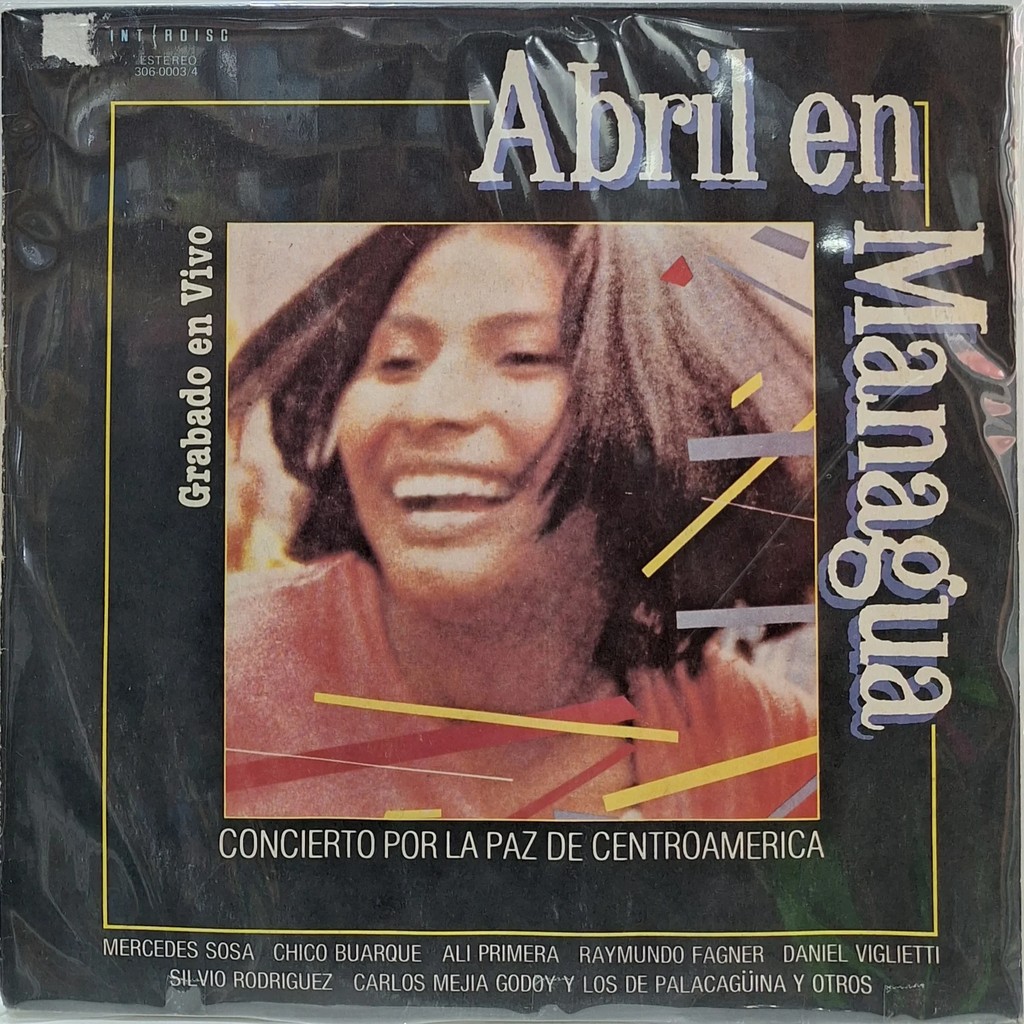 INTERDISC
ESTEREO
306-0003/4
Abril en
Managua
Grabado en Vivo
CONCIERTO POR LA PAZ DE CENTROAMERICA
MERCEDES SOSA CHICO BUARQUE ALI PRIMERA RAYMUNDO FAGNER DANIEL VIGLIETTI
SILVIO RODRIGUEZ CARLOS MEJIA GODOY Y LOS DE PALACAGÜINA Y OTROS